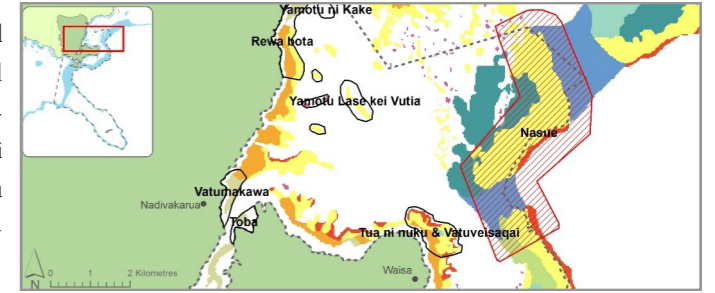 Yamotu ni Kake
Rewa bota
Yamotu Lase kei Vutia
Nasue
Vatumakawa
Nadivakarua
Toba
Tua ni nuku & Vatuveisaqai
Waisa
N
0 1 2 Kilometres